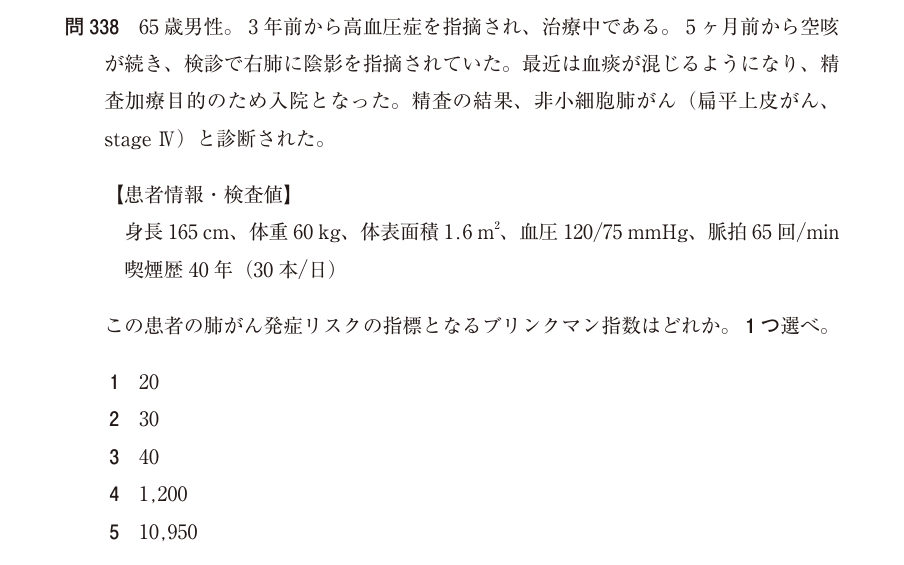 問 338 65 歳男性。3 年前から高血圧症を指摘され、治療中である。5 ヶ月前から空咳
が続き、検診で右肺に陰影を指摘されていた。最近は血痰が混じるようになり、精
査加療目的のため入院となった。精査の結果、非小細胞肺がん（扁平上皮がん、
stage Ⅳ）と診断された。
【患者情報・検査値】
身長 165 cm、体重 60 kg、体表面積 1.6 m²、血圧 120/75 mmHg、脈拍 65 回/min
喫煙歴 40 年（30 本/日）
この患者の肺がん発症リスクの指標となるブリンクマン指数はどれか。1つ選べ。
1 20
2 30
3 40
4 1,200
5 10,950